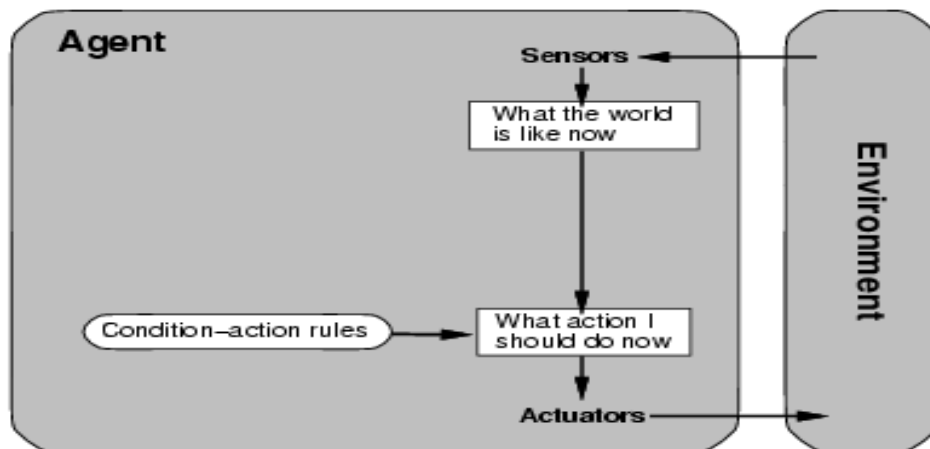 Agent
Sensors
What the world
is like now
Environment
Condition–action rules
What action I
should do now
Actuators